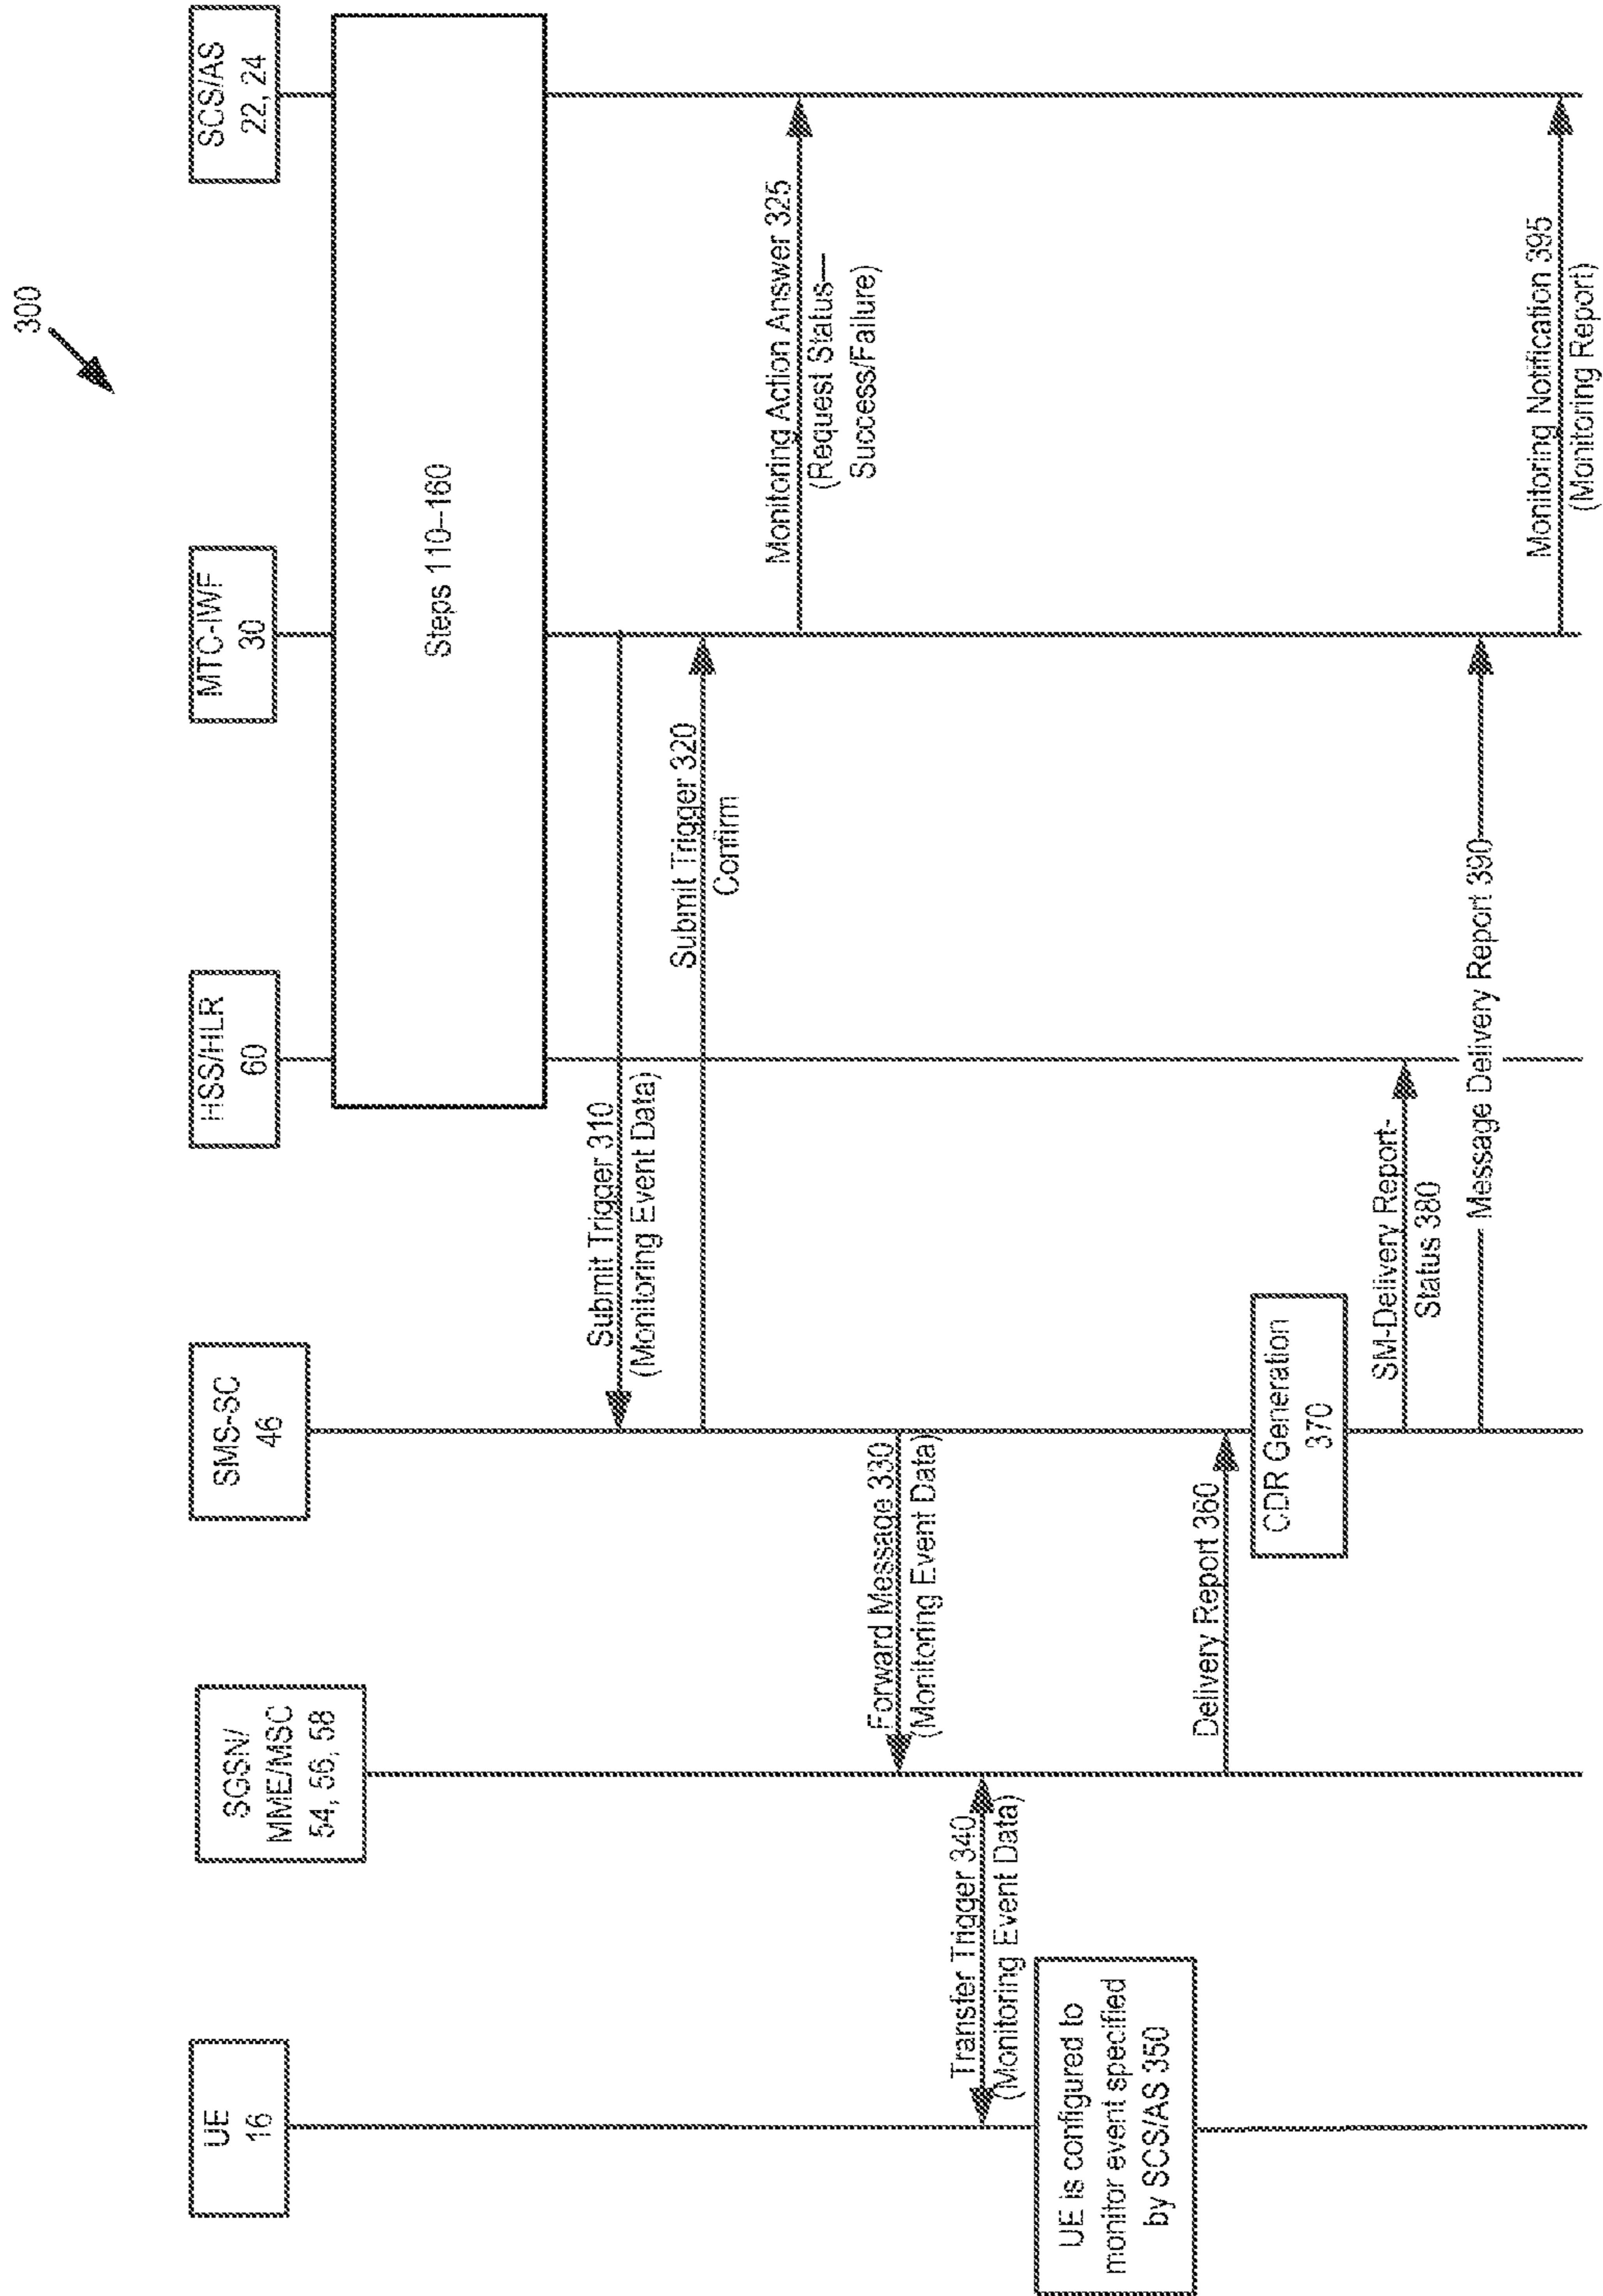 300
UE
16
SGSN/
MME/MSC
54, 56, 58
SMS-SC
46
HSS/HLR
60
MTC-IWF
30
SCS/AS
22, 24
Steps 110–160
Submit Trigger 310
(Monitoring Event Data)
Submit Trigger 320
Confirm
Monitoring Action Answer 325
(Request Status—
Success/Failure)
Forward Message 330
(Monitoring Event Data)
Transfer Trigger 340
(Monitoring Event Data)
UE is configured to
monitor event specified
by SCS/AS 350
Delivery Report 360
CDR Generation
370
SM-Delivery Report-
Status 380
Message Delivery Report 390
Monitoring Notification 395
(Monitoring Report)